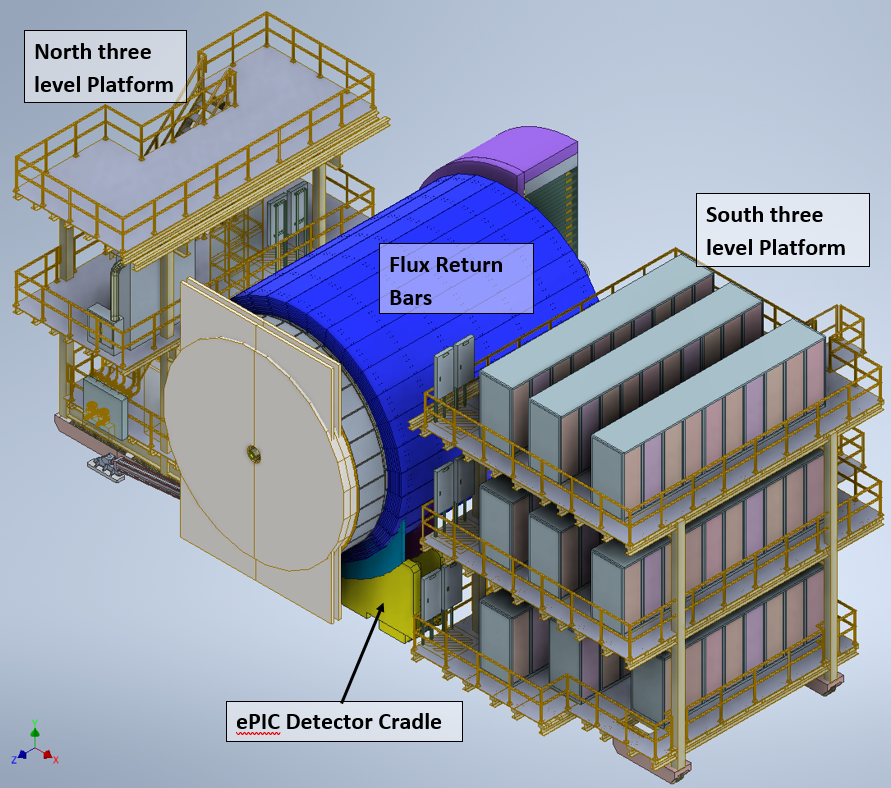 North three
level Platform
South three
level Platform
Flux Return
Bars
ePIC Detector Cradle
Y
Z
X